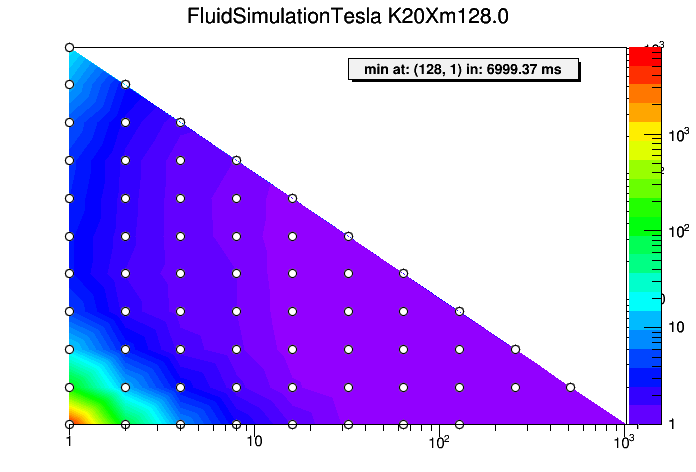 FluidSimulationTesla K20Xm128.0
min at: (128, 1) in: 6999.37 ms
10³
10²
10
1
1 10 10² 10³